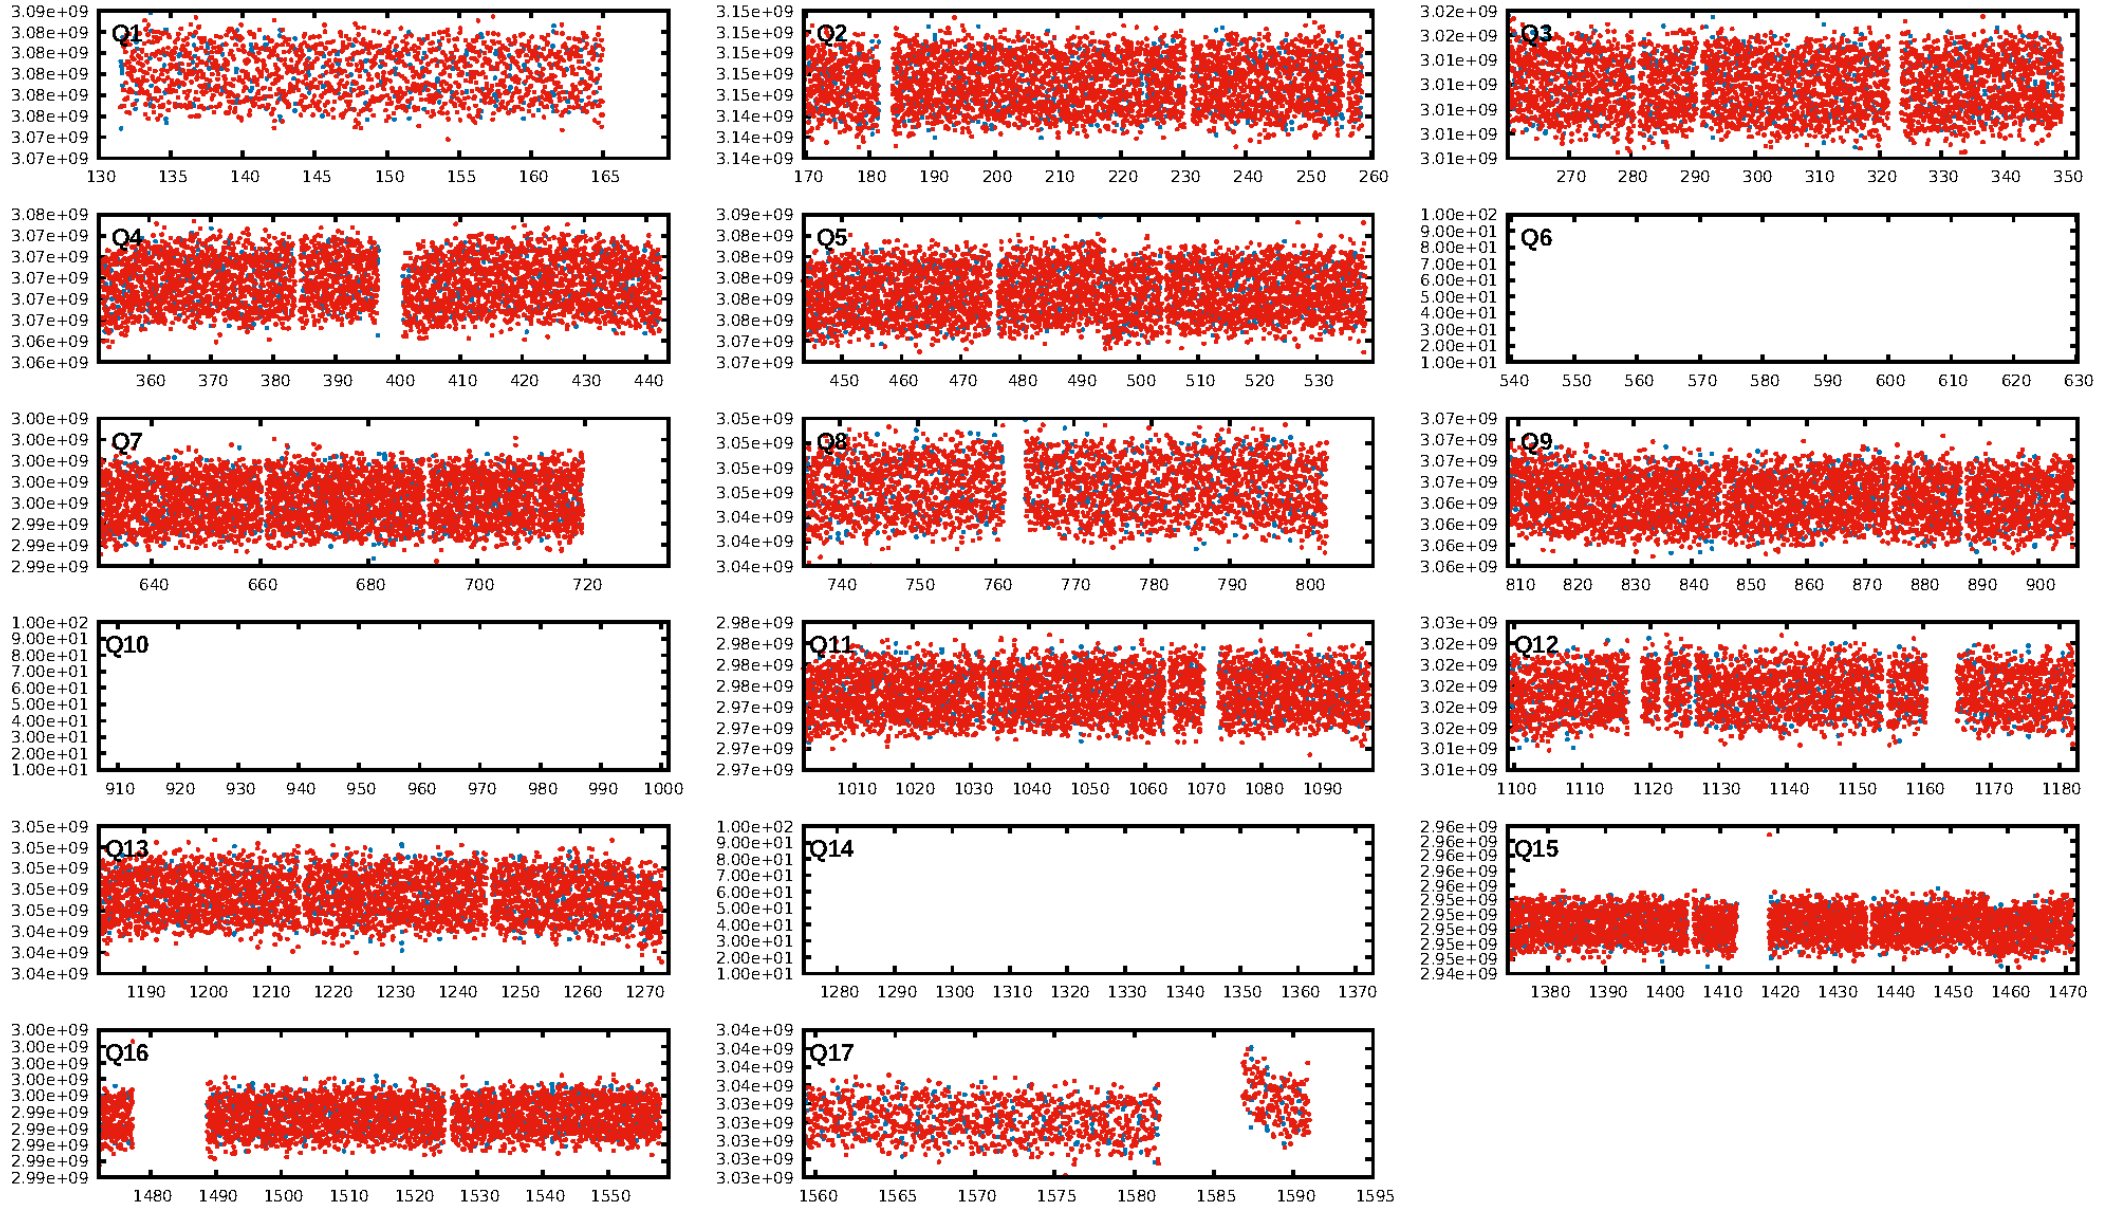 Q1
3.09e+09
3.08e+09
3.08e+09
3.08e+09
3.08e+09
3.08e+09
3.07e+09
3.07e+09
130 135 140 145 150 155 160 165
Q2
3.15e+09
3.15e+09
3.15e+09
3.15e+09
3.15e+09
3.14e+09
3.14e+09
3.14e+09
170 180 190 200 210 220 230 240 250 260
Q3
3.02e+09
3.02e+09
3.01e+09
3.01e+09
3.01e+09
3.01e+09
3.01e+09
270 280 290 300 310 320 330 340 350
Q4
3.08e+09
3.07e+09
3.07e+09
3.07e+09
3.07e+09
3.07e+09
3.06e+09
3.06e+09
360 370 380 390 400 410 420 430 440
Q5
3.09e+09
3.08e+09
3.08e+09
3.08e+09
3.08e+09
3.08e+09
3.07e+09
3.07e+09
450 460 470 480 490 500 510 520 530
Q6
1.00e+02
9.00e+01
8.00e+01
7.00e+01
6.00e+01
5.00e+01
4.00e+01
3.00e+01
2.00e+01
1.00e+01
540 550 560 570 580 590 600 610 620 630
Q7
3.00e+09
3.00e+09
3.00e+09
3.00e+09
3.00e+09
2.99e+09
2.99e+09
2.99e+09
640 660 680 700 720
Q8
3.05e+09
3.05e+09
3.05e+09
3.05e+09
3.04e+09
3.04e+09
3.04e+09
740 750 760 770 780 790 800
Q9
3.07e+09
3.07e+09
3.07e+09
3.07e+09
3.06e+09
3.06e+09
3.06e+09
3.06e+09
810 820 830 840 850 860 870 880 890 900
Q10
1.00e+02
9.00e+01
8.00e+01
7.00e+01
6.00e+01
5.00e+01
4.00e+01
3.00e+01
2.00e+01
1.00e+01
910 920 930 940 950 960 970 980 990 1000
Q11
2.98e+09
2.98e+09
2.98e+09
2.98e+09
2.97e+09
2.97e+09
2.97e+09
2.97e+09
1010 1020 1030 1040 1050 1060 1070 1080 1090
Q12
3.03e+09
3.02e+09
3.02e+09
3.02e+09
3.02e+09
3.02e+09
3.01e+09
3.01e+09
1100 1110 1120 1130 1140 1150 1160 1170 1180
Q13
3.05e+09
3.05e+09
3.05e+09
3.05e+09
3.05e+09
3.04e+09
3.04e+09
3.04e+09
1190 1200 1210 1220 1230 1240 1250 1260 1270
Q14
1.00e+02
9.00e+01
8.00e+01
7.00e+01
6.00e+01
5.00e+01
4.00e+01
3.00e+01
2.00e+01
1.00e+01
1280 1290 1300 1310 1320 1330 1340 1350 1360 1370
Q15
2.96e+09
2.96e+09
2.96e+09
2.96e+09
2.96e+09
2.95e+09
2.95e+09
2.95e+09
2.95e+09
2.95e+09
2.94e+09
1380 1390 1400 1410 1420 1430 1440 1450 1460 1470
Q16
3.00e+09
3.00e+09
3.00e+09
3.00e+09
3.00e+09
2.99e+09
2.99e+09
2.99e+09
2.99e+09
2.99e+09
1480 1490 1500 1510 1520 1530 1540 1550
Q17
3.04e+09
3.04e+09
3.04e+09
3.04e+09
3.03e+09
3.03e+09
3.03e+09
3.03e+09
3.03e+09
1560 1565 1570 1575 1580 1585 1590 1595